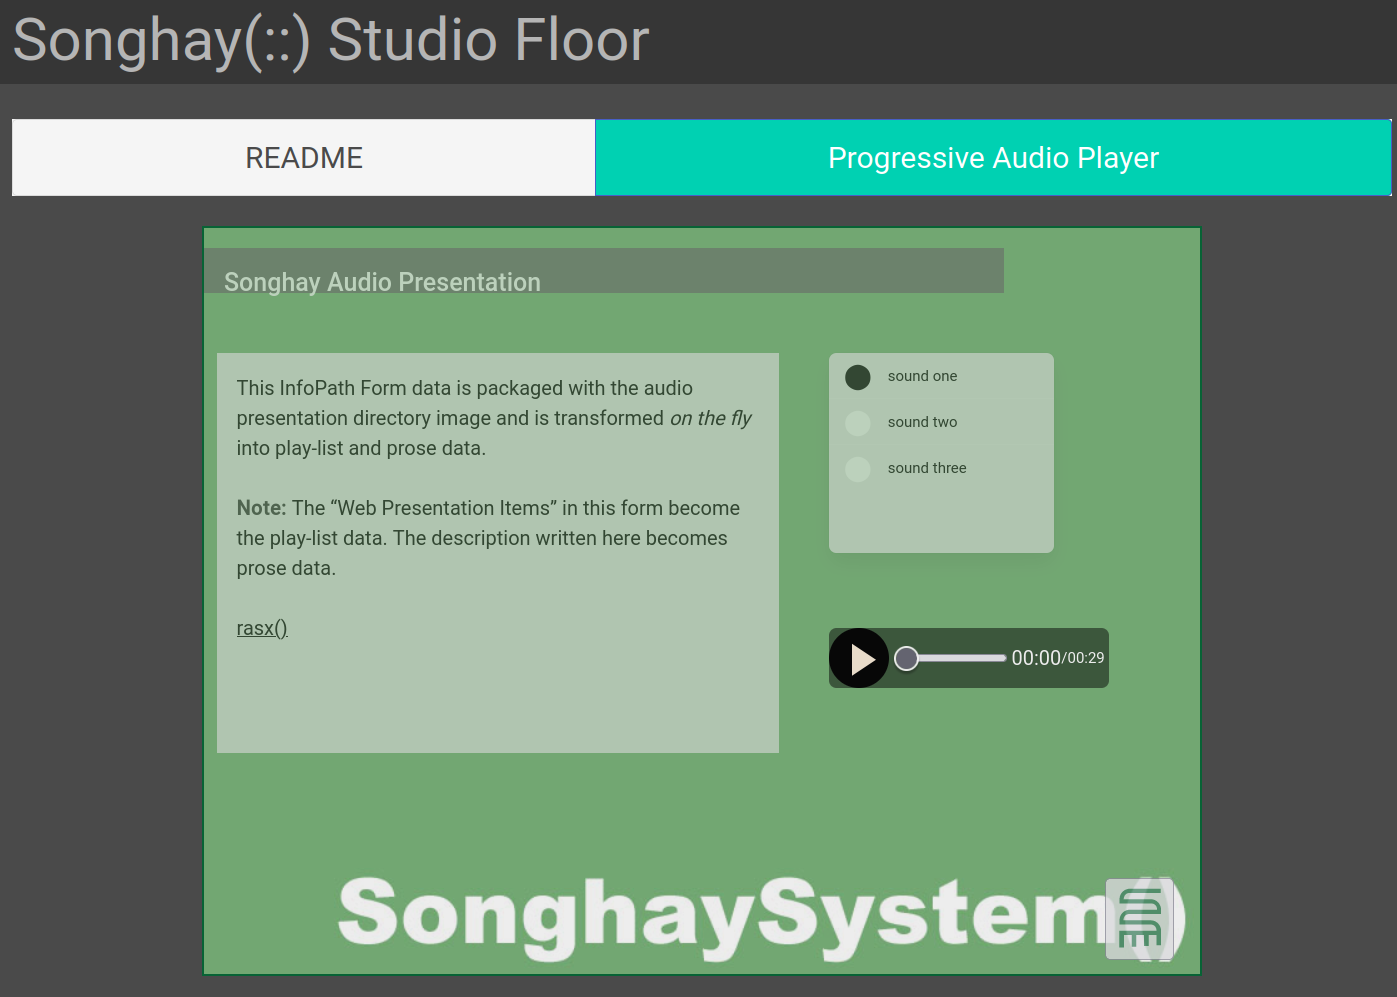 Songhay(::) Studio Floor
README
Progressive Audio Player
Songhay Audio Presentation
This InfoPath Form data is packaged with the audio
presentation directory image and is transformed on the fly
into play-list and prose data.
Note: The “Web Presentation Items” in this form become
the play-list data. The description written here becomes
prose data.
rasx()
sound one
sound two
sound three
00:00/00:29
SonghaySystem()